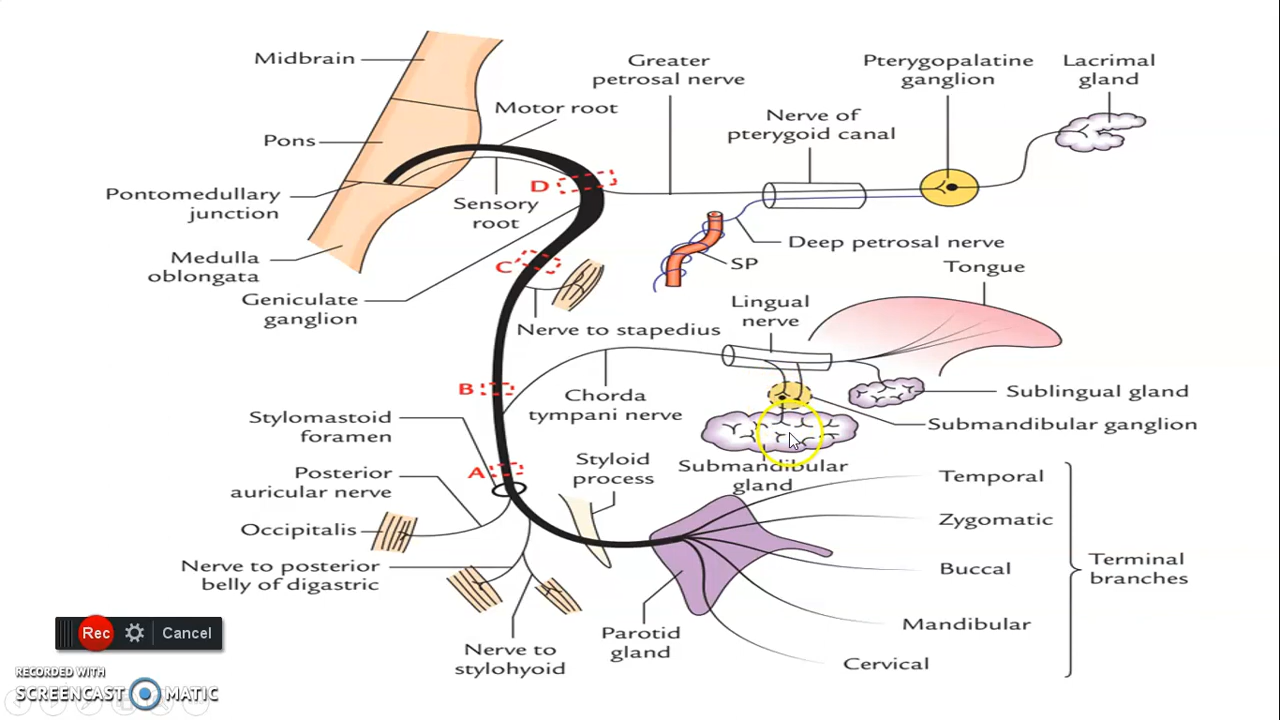 Midbrain
Pons
Pontomedullary
junction
Medulla
oblongata
Geniculate
ganglion
Motor root
Sensory
root
D
C
B
A
Greater
petrosal nerve
Nerve of
pterygoid canal
Pterygopalatine
ganglion
Lacrimal
gland
Deep petrosal nerve
SP
Nerve to stapedius
Lingual
nerve
Tongue
Chorda
tympani nerve
Sublingual gland
Submandibular ganglion
Submandibular
gland
Stylomastoid
foramen
Posterior
auricular nerve
Occipitalis
Nerve to posterior
belly of digastric
Nerve to
stylohyoid
Styloid
process
Parotid
gland
Temporal
Zygomatic
Buccal
Mandibular
Cervical
Terminal
branches
Rec
Cancel
RECORDED WITH
SCREENCAST MATIC